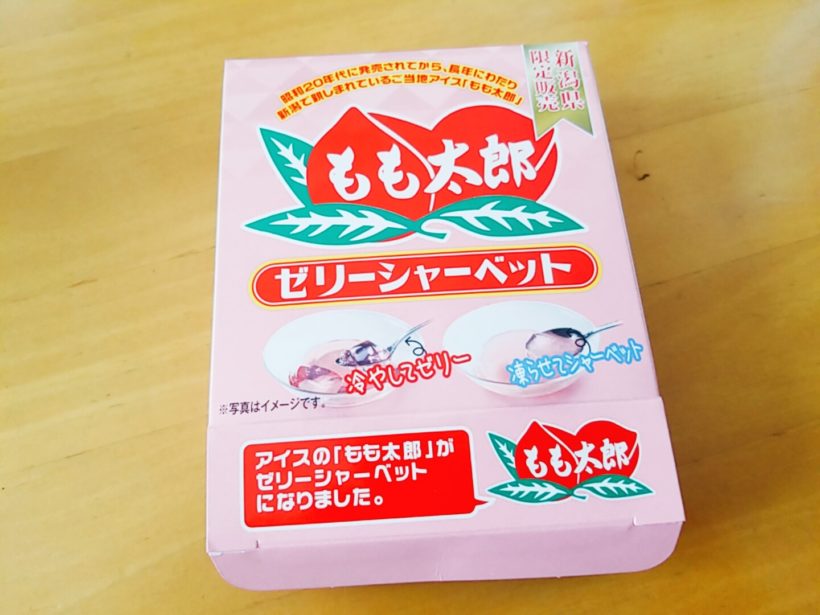 昭和20年代に発売されてから、長年にわたり
新潟で親しまれているご当地アイス「もも太郎」
新潟県
限定販売
もも太郎
ゼリーシャーベット
冷やしてゼリー
凍らせてシャーベット
※写真はイメージです。
アイスの「もも太郎」が
ゼリーシャーベット
になりました。
もも太郎